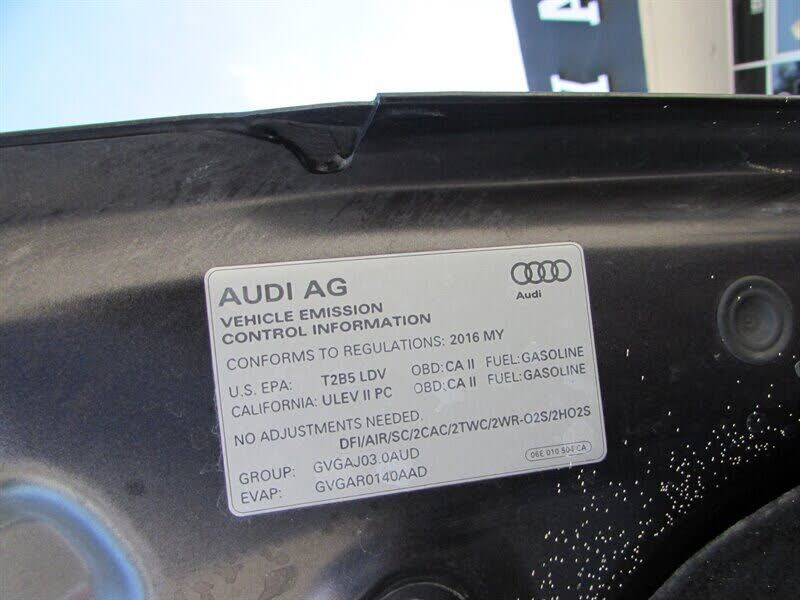 AUDI AG
Audi
VEHICLE EMISSION
CONTROL INFORMATION
CONFORMS TO REGULATIONS: 2016 MY
U.S. EPA: T2B5 LDV OBD:CA II FUEL:GASOLINE
CALIFORNIA: ULEV II PC OBD:CA II FUEL:GASOLINE
NO ADJUSTMENTS NEEDED.
DFI/AIR/SC/2CAC/2TWC/2WR-O2S/2HO2S
GROUP: GVGAJ03.0AUD
EVAP: GVGAR0140AAD
06E 010 504 CA